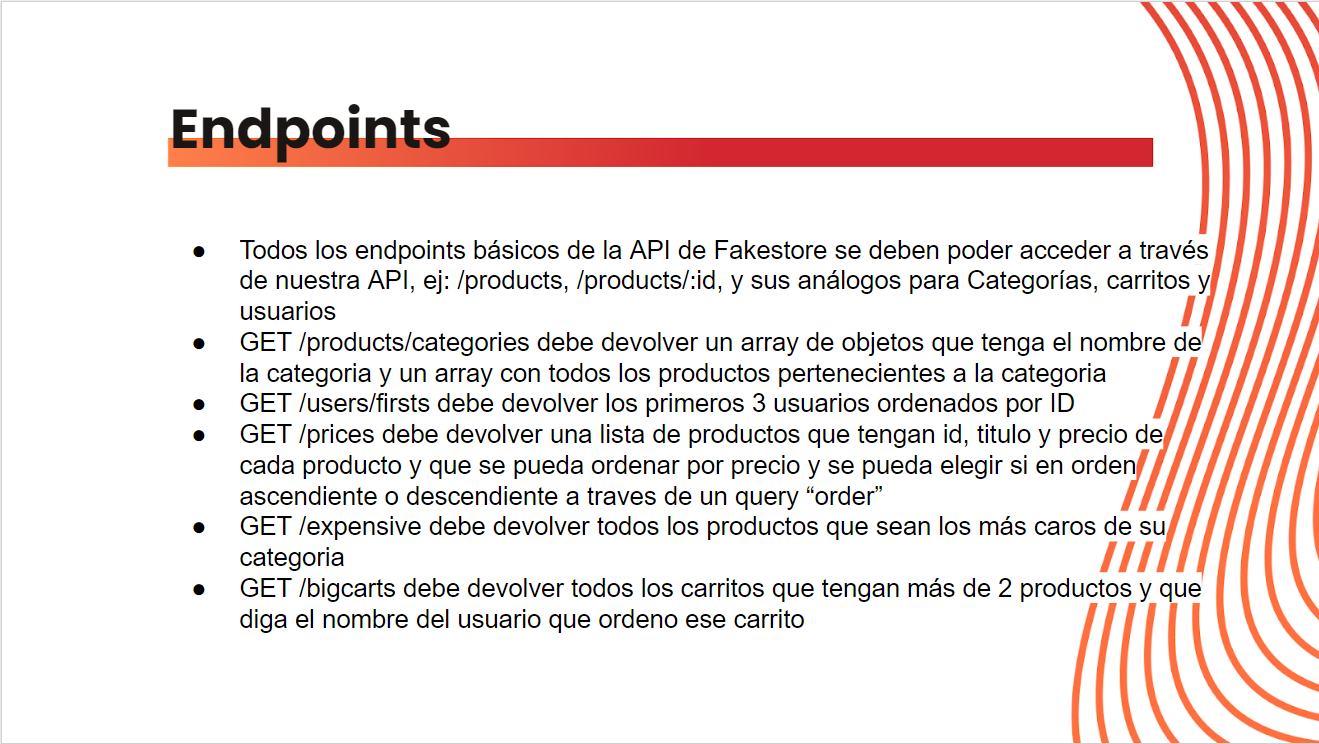 Endpoints
● Todos los endpoints básicos de la API de Fakestore se deben poder acceder a través
de nuestra API, ej: /products, /products/:id, y sus análogos para Categorías, carritos y
usuarios
● GET /products/categories debe devolver un array de objetos que tenga el nombre de
la categoria y un array con todos los productos pertenecientes a la categoria
● GET /users/firsts debe devolver los primeros 3 usuarios ordenados por ID
● GET /prices debe devolver una lista de productos que tengan id, titulo y precio de
cada producto y que se pueda ordenar por precio y se pueda elegir si en orden
ascendiente o descendiente a traves de un query “order”
● GET /expensive debe devolver todos los productos que sean los más caros de su
categoria
● GET /bigcarts debe devolver todos los carritos que tengan más de 2 productos y que
diga el nombre del usuario que ordeno ese carrito